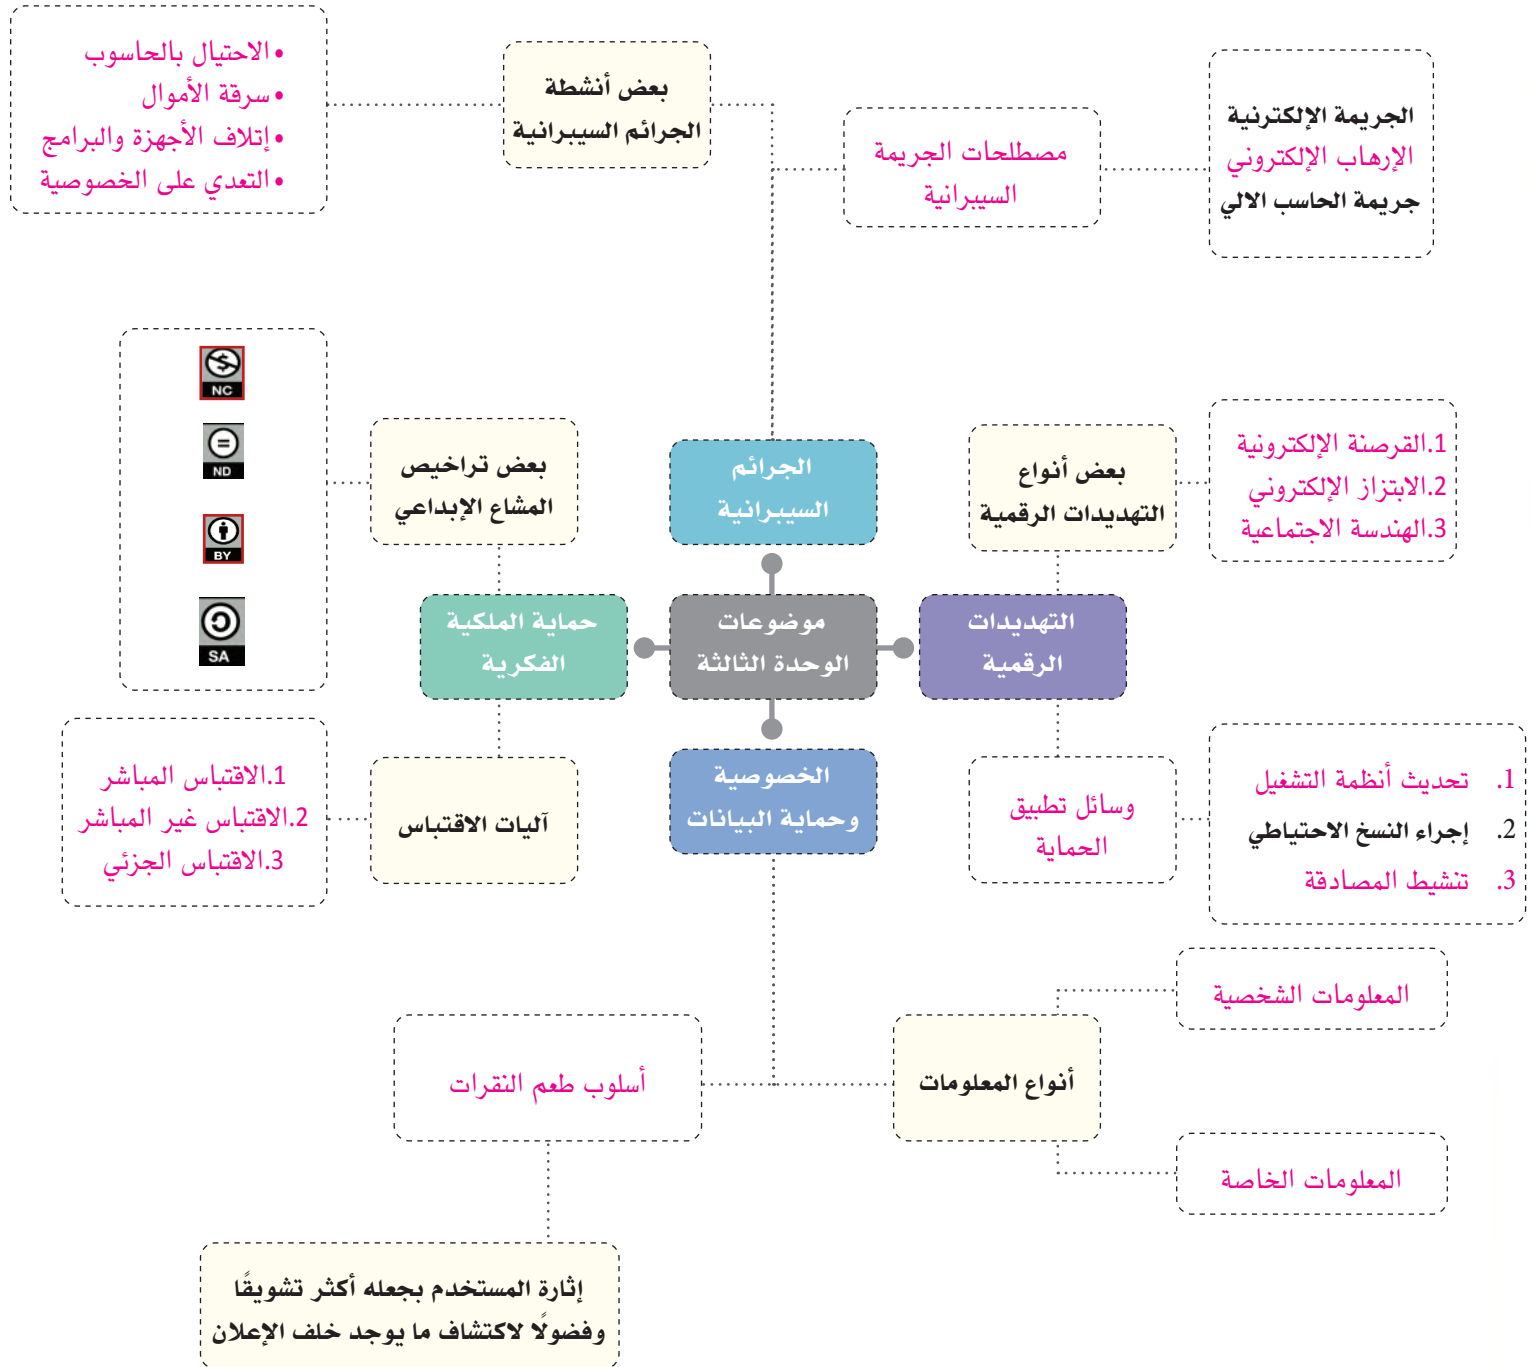 الجريمة الإلكترنية
الإرهاب الإلكتروني
جريمة الحاسب الالي
مصطلحات الجريمة
السيبرانية
بعض أنشطة
الجرائم السيبرانية
• الاحتيال بالحاسوب
• سرقة الأموال
• إتلاف الأجهزة والبرامج
• التعدي على الخصوصية
1.القرصنة الإلكترونية
2.الابتزاز الإلكتروني
3.الهندسة الاجتماعية
بعض أنواع
التهديدات الرقمية
الجرائم
السيبرانية
بعض تراخيص
المشاع الإبداعي
NC
ND
BY
SA
التهديدات
الرقمية
موضوعات
الوحدة الثالثة
حماية الملكية
الفكرية
1. تحديث أنظمة التشغيل
2. إجراء النسخ الاحتياطي
3. تنشيط المصادقة
وسائل تطبيق
الحماية
الخصوصية
وحماية البيانات
آليات الاقتباس
1.الاقتباس المباشر
2.الاقتباس غير المباشر
3.الاقتباس الجزئي
المعلومات الشخصية
أنواع المعلومات
المعلومات الخاصة
أسلوب طعم النقرات
إثارة المستخدم بجعله أكثر تشويقًا
وفضولًا لاكتشاف ما يوجد خلف الإعلان